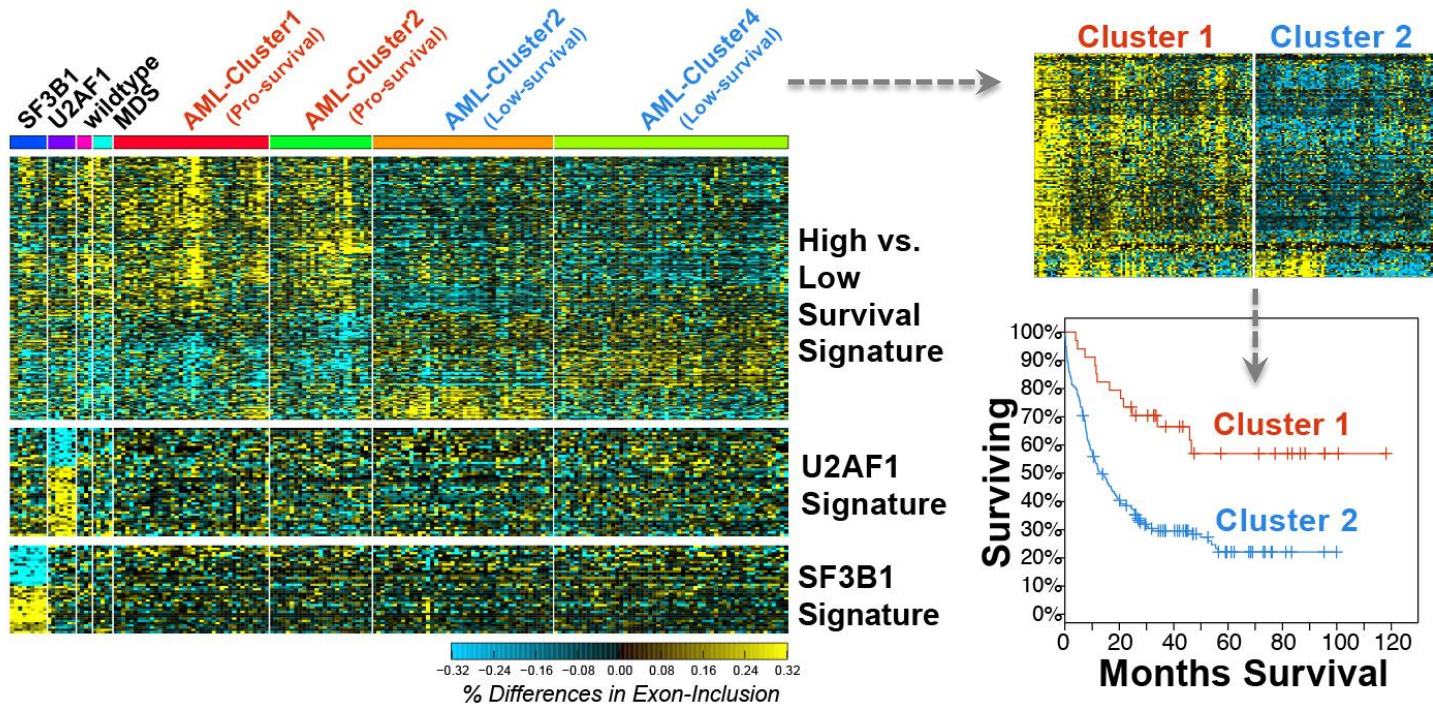 SF3B1
U2AF1
wildtype
MDS
AML-Cluster1
(Pro-survival)
AML-Cluster2
(Pro-survival)
AML-Cluster2
(Low-survival)
AML-Cluster4
(Low-survival)
High vs.
Low
Survival
Signature
U2AF1
Signature
SF3B1
Signature
−0.32 −0.24 −0.16 −0.08 0.00 0.08 0.16 0.24 0.32
% Differences in Exon-Inclusion
Cluster 1 Cluster 2
100%
90%
80%
70%
60%
50%
40%
30%
20%
10%
0%
Surviving
Cluster 1
Cluster 2
0 20 40 60 80 100 120
Months Survival